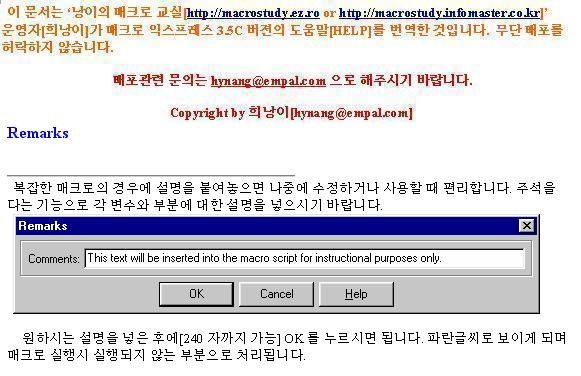 이 문서는 ‘낭이의 매크로 교실[http://macrostudy.ez.ro or http://macrostudy.infomaster.co.kr]’
운영자[희낭이]가 매크로 익스프레스 3.5C 버젼의 도움말[HELP]를 번역한 것입니다. 무단 배포를
허락하지 않습니다.
배포관련 문의는 hynang@empal.com 으로 해주시기 바랍니다.
Copyright by 희낭이[hynang@empal.com]
Remarks
복잡한 매크로의 경우에 설명을 붙여놓으면 나중에 수정하거나 사용할 때 편리합니다. 주석을
다는 기능으로 각 변수와 부분에 대한 설명을 넣으시기 바랍니다.
Remarks
Comments: This text will be inserted into the macro script for instructional purposes only.
OK Cancel Help
원하시는 설명을 넣은 후에[240 자까지 가능] OK 를 누르시면 됩니다. 파란글씨로 보이게 되며
매크로 실행시 실행되지 않는 부분으로 처리됩니다.